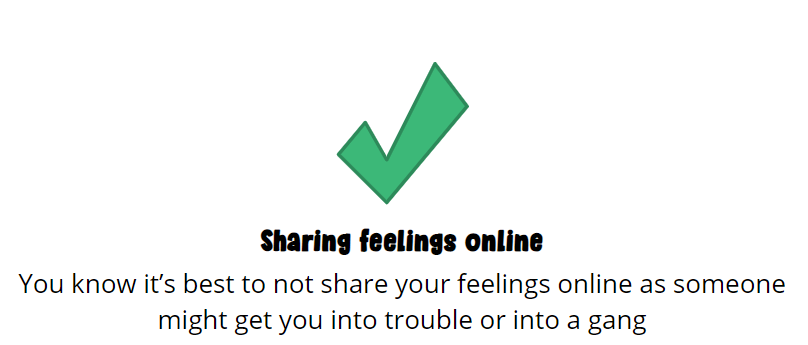 Sharing feelings online
You know it’s best to not share your feelings online as someone
might get you into trouble or into a gang